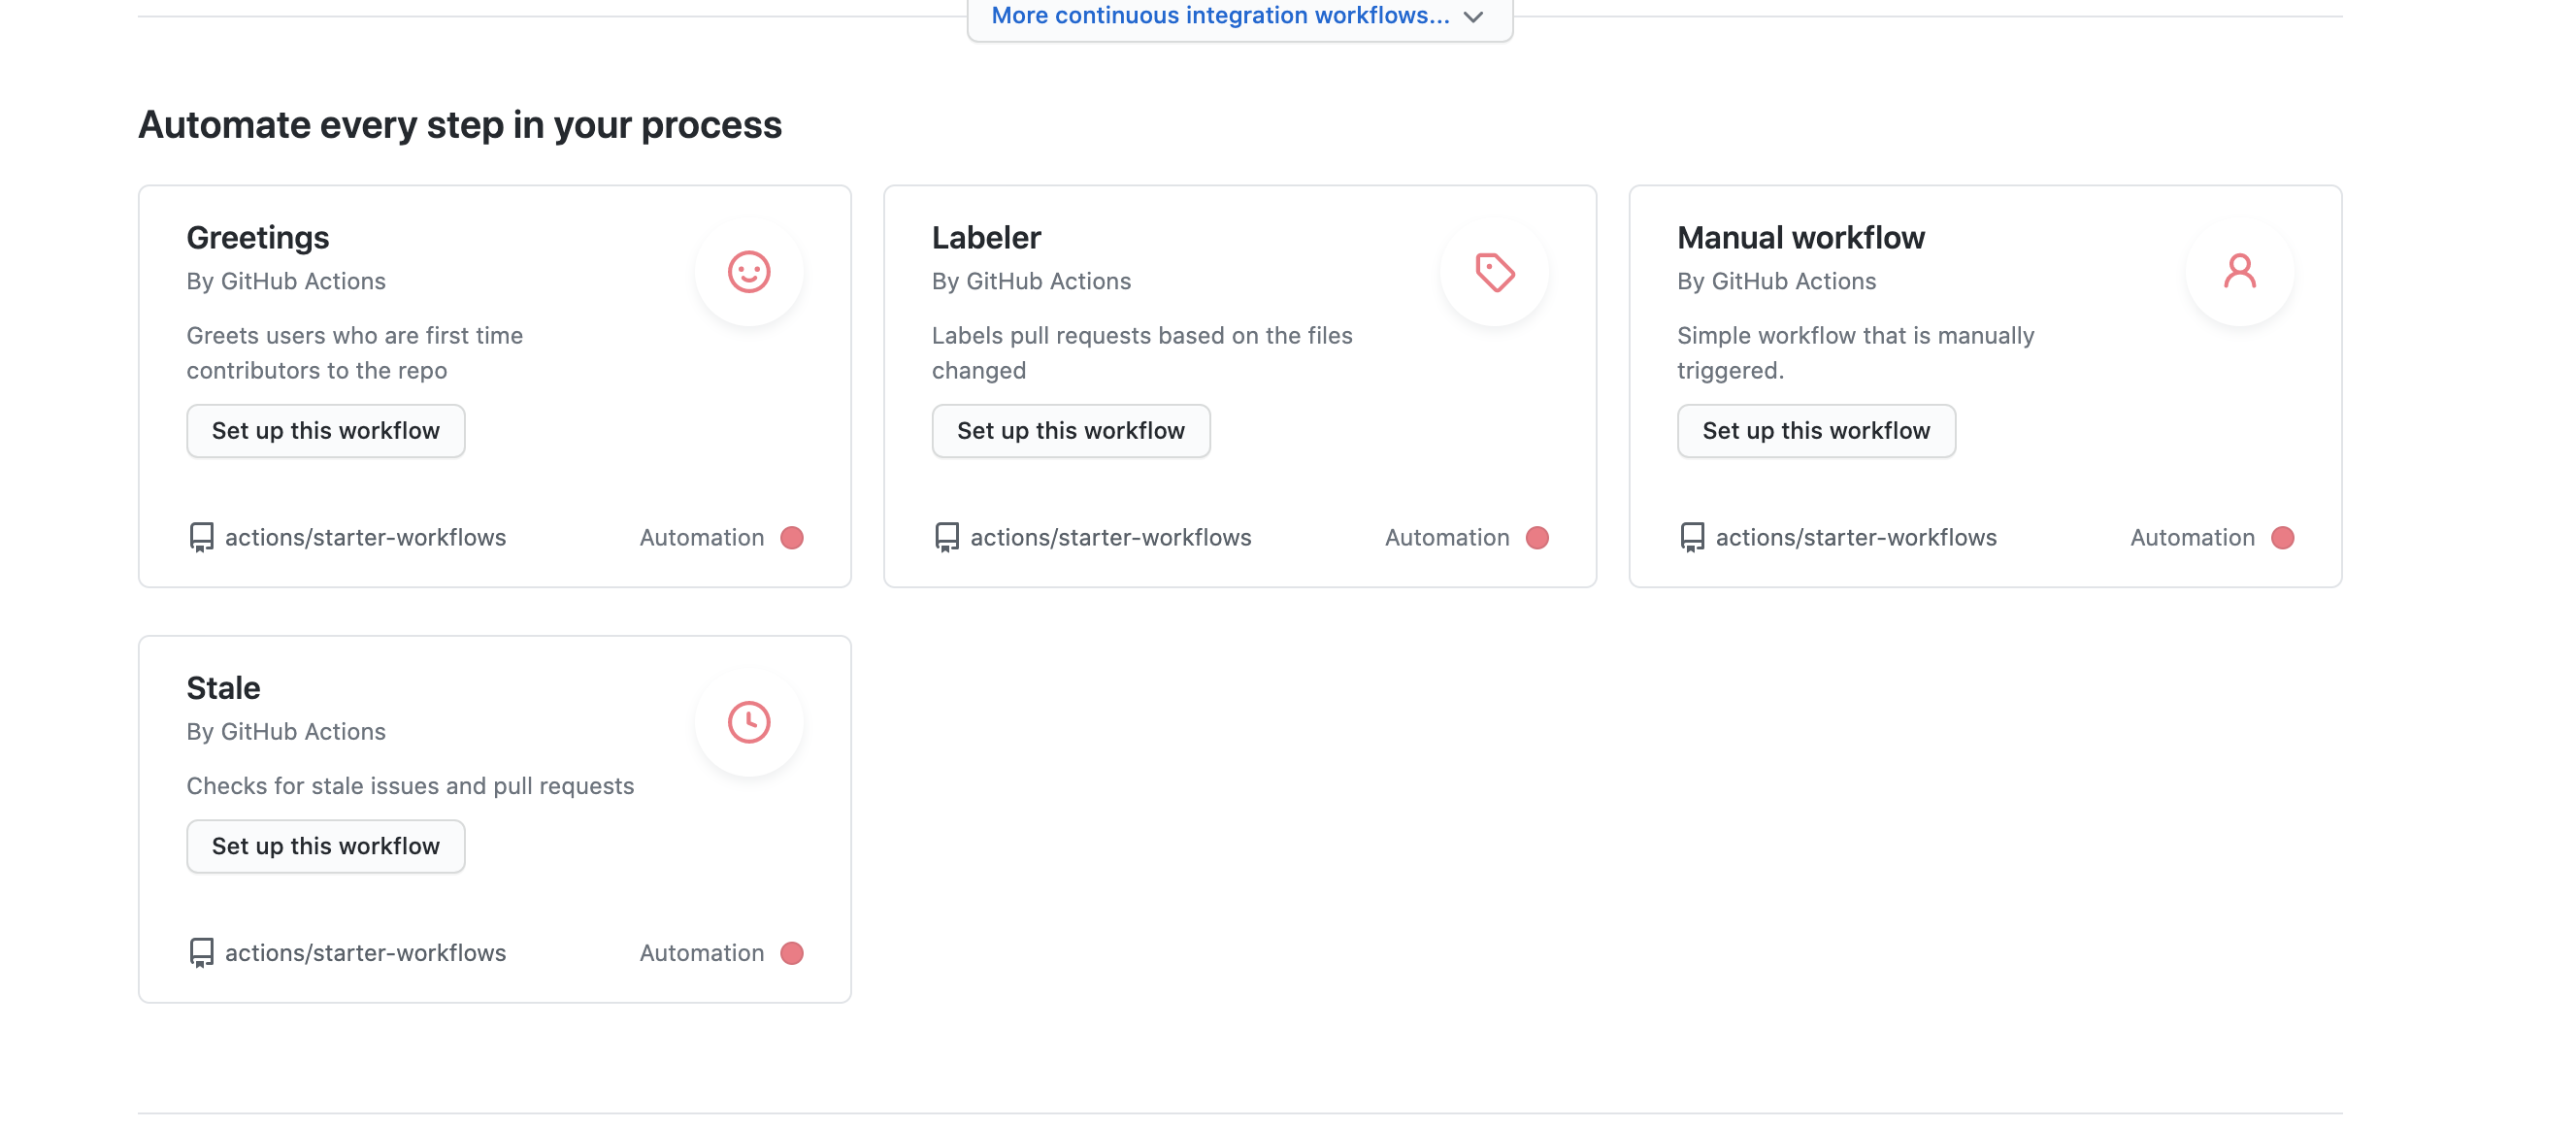 More continuous integration workflows...
Automate every step in your process
Greetings
By GitHub Actions
Greets users who are first time
contributors to the repo
Set up this workflow
actions/starter-workflows
Automation
Labeler
By GitHub Actions
Labels pull requests based on the files
changed
Set up this workflow
actions/starter-workflows
Automation
Manual workflow
By GitHub Actions
Simple workflow that is manually
triggered.
Set up this workflow
actions/starter-workflows
Automation
Stale
By GitHub Actions
Checks for stale issues and pull requests
Set up this workflow
actions/starter-workflows
Automation